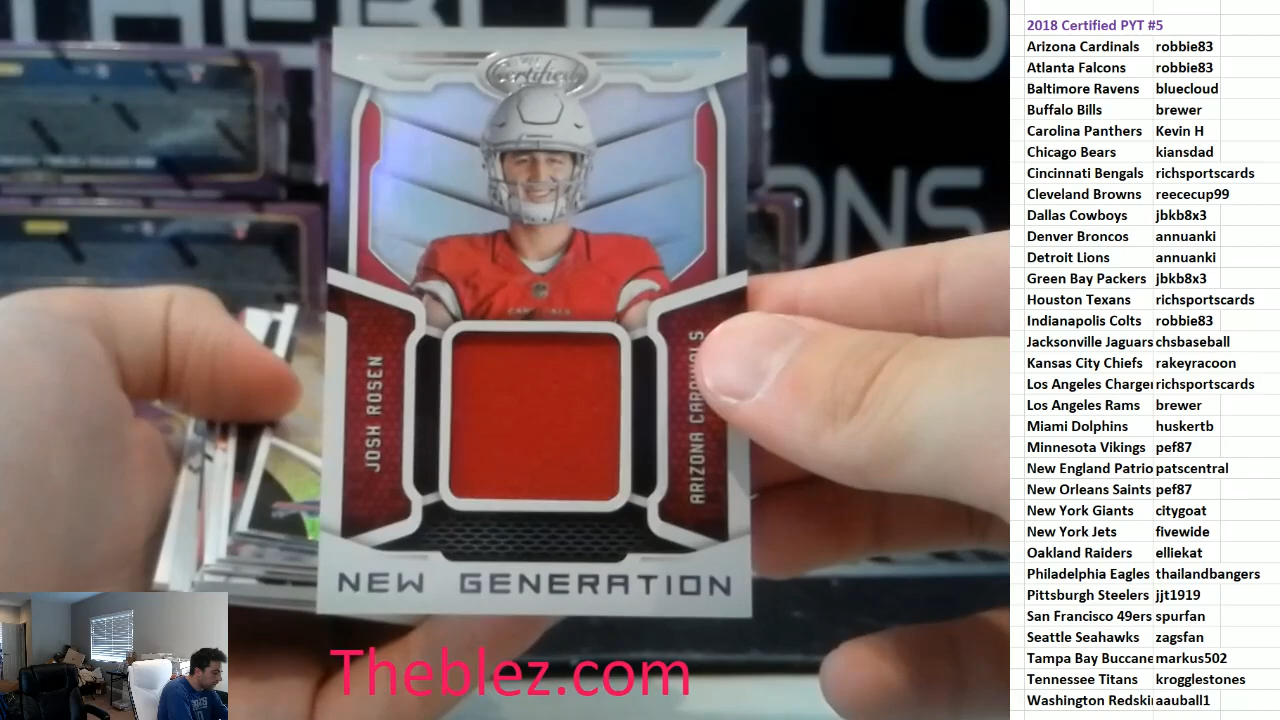 Certified
JOSH ROSEN
ARIZONA CARDINALS
NEW GENERATION
Theblez.com
2018 Certified PYT #5
Arizona Cardinals robbie83
Atlanta Falcons robbie83
Baltimore Ravens bluecloud
Buffalo Bills brewer
Carolina Panthers Kevin H
Chicago Bears kiansdad
Cincinnati Bengals richsportscards
Cleveland Browns reececup99
Dallas Cowboys jbkb8x3
Denver Broncos annuanki
Detroit Lions annuanki
Green Bay Packers jbkb8x3
Houston Texans richsportscards
Indianapolis Colts robbie83
Jacksonville Jaguars chsbaseball
Kansas City Chiefs rakeyracoon
Los Angeles Charge richsportscards
Los Angeles Rams brewer
Miami Dolphins huskertb
Minnesota Vikings pef87
New England Patrio patscentral
New Orleans Saints pef87
New York Giants citygoat
New York Jets fivewide
Oakland Raiders elliekat
Philadelphia Eagles thailandbangers
Pittsburgh Steelers jjt1919
San Francisco 49ers spurfan
Seattle Seahawks zagsfan
Tampa Bay Buccane markus502
Tennessee Titans krogglestones
Washington Redski aauball1